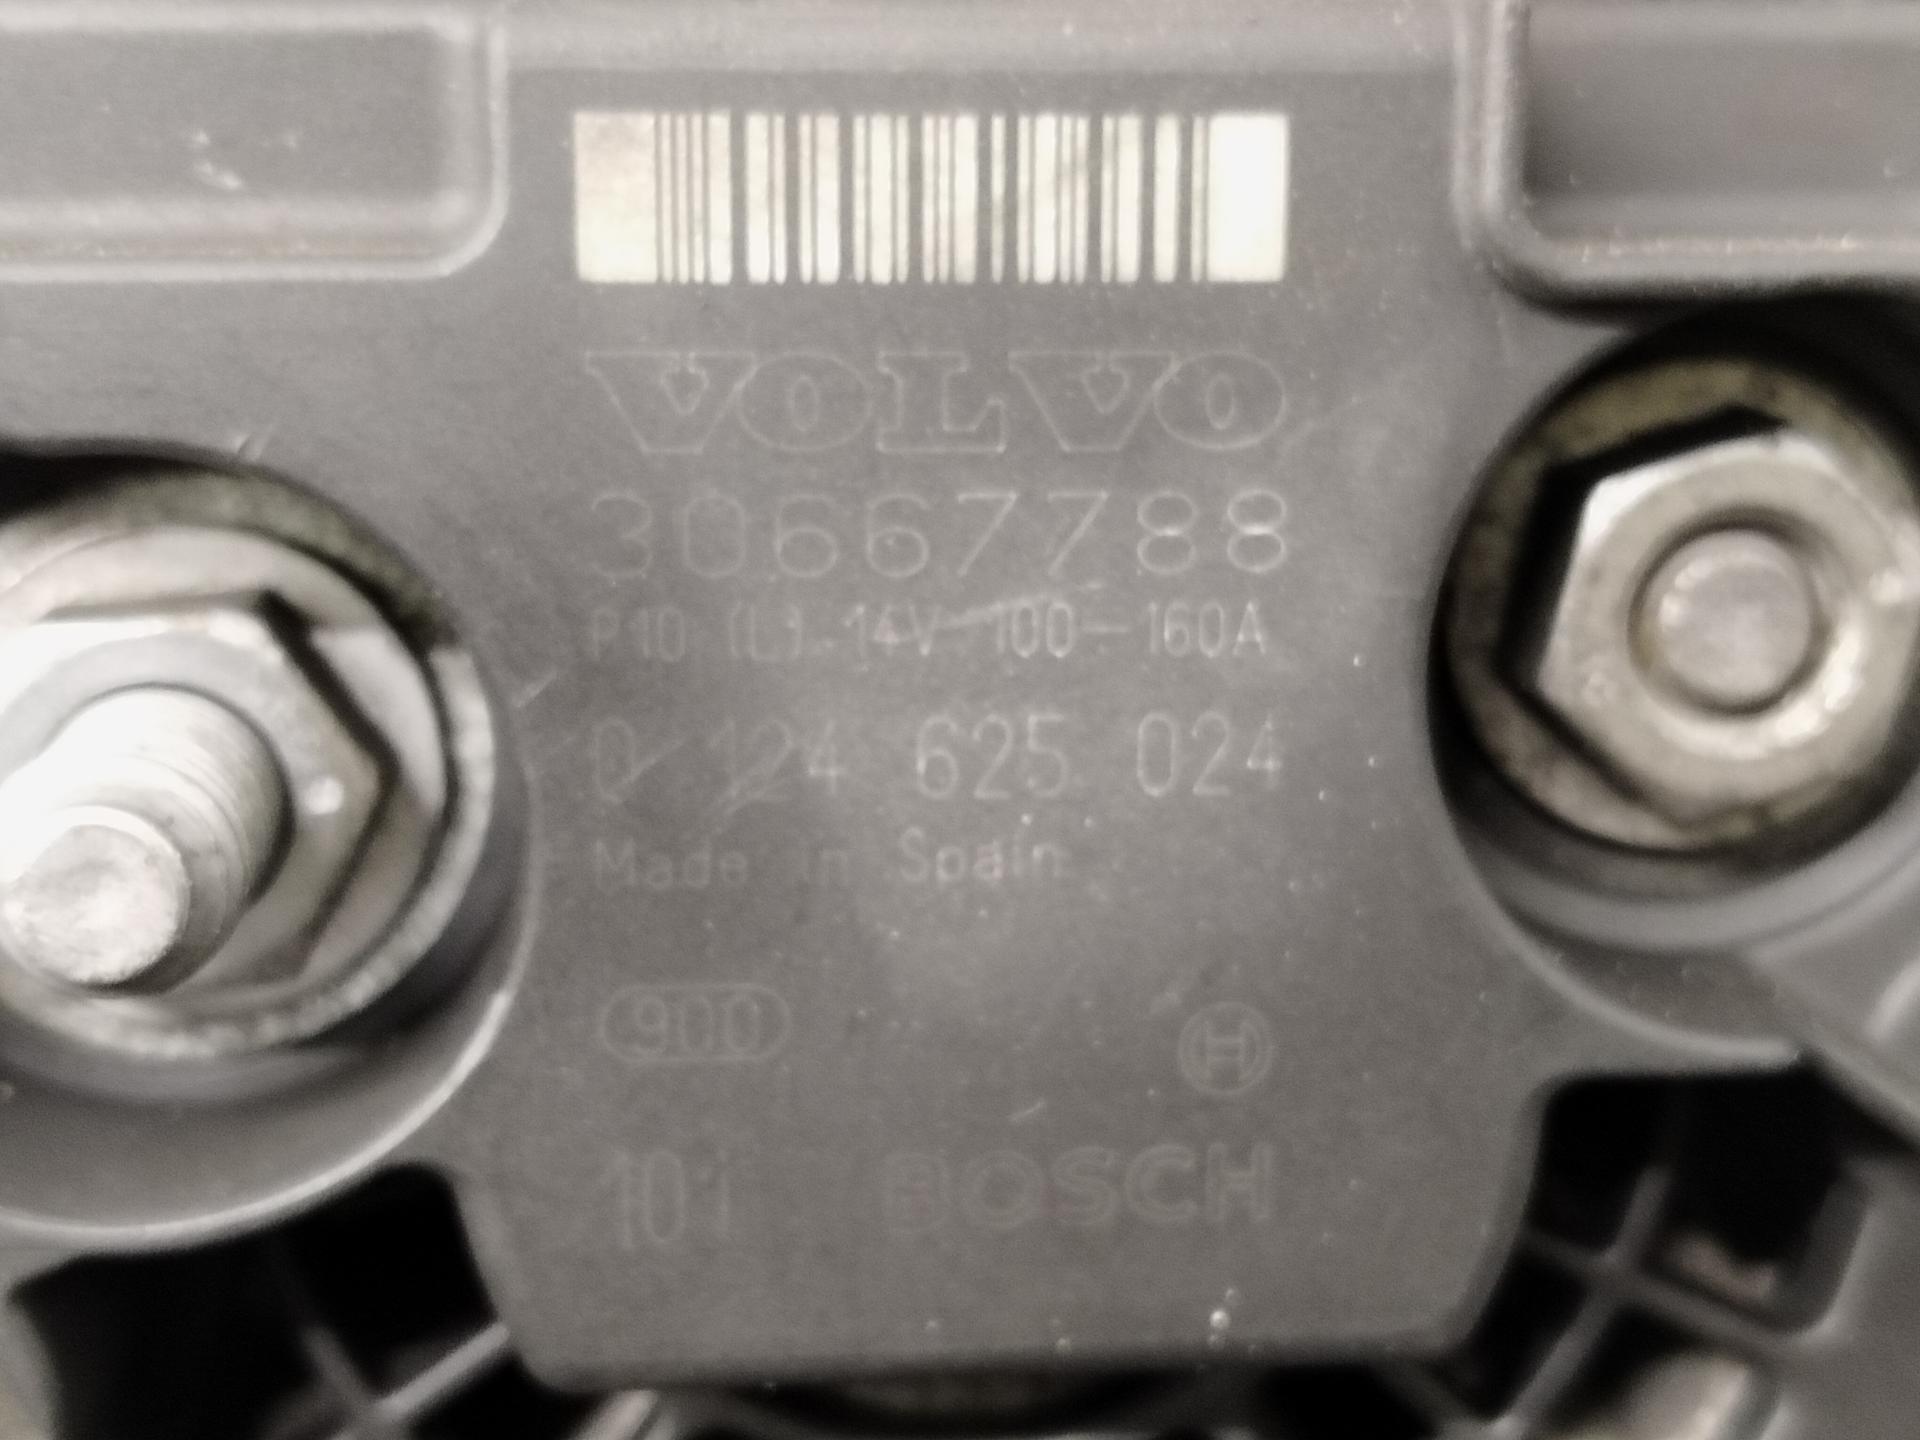 VOLVO
30667788
P10 (L) 14V 100-160A
0 124 625 024
Made in Spain
900
H
101 BOSCH